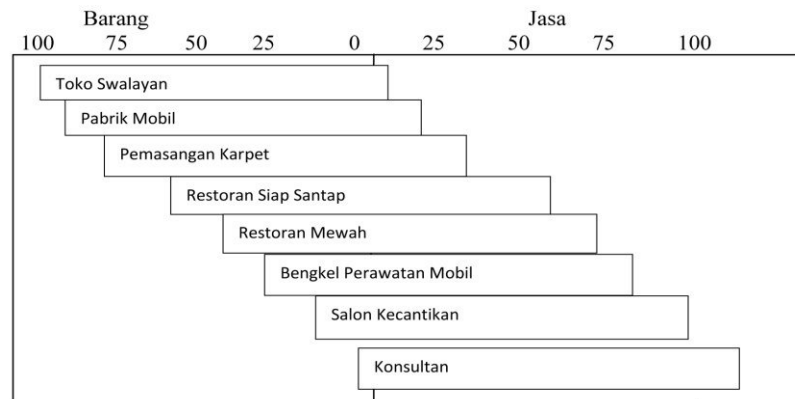 Barang Jasa
100 75 50 25 0 25 50 75 100
Toko Swalayan
Pabrik Mobil
Pemasangan Karpet
Restoran Siap Santap
Restoran Mewah
Bengkel Perawatan Mobil
Salon Kecantikan
Konsultan